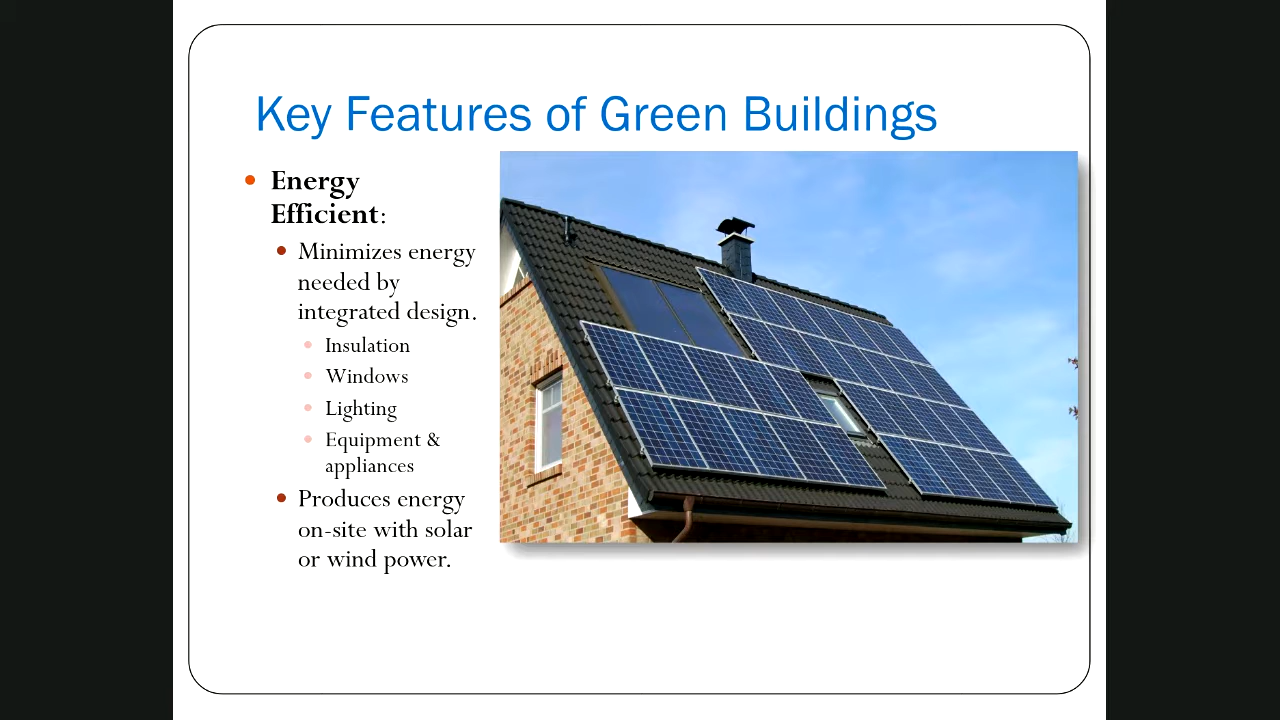 Key Features of Green Buildings
Energy
Efficient:
Minimizes energy
needed by
integrated design.
Insulation
Windows
Lighting
Equipment &
appliances
Produces energy
on-site with solar
or wind power.